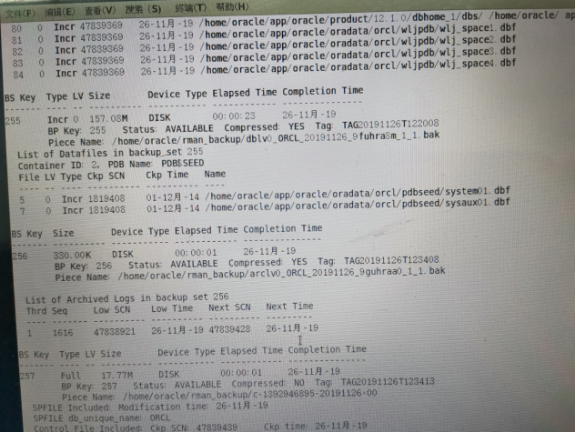 文件(F) 编辑(E) 查看(V) 搜索 (S) 终端(T) 帮助(H)
80 0 Incr 47839369 26-11月-19 /home/oracle/app/oracle/product/12.1.0/dbhome_1/dbs/ /home/oracle/ ap
81 0 Incr 47839369 26-11月-19 /home/oracle/app/oracle/oradata/orcl/wljpdb/wlj_space1.dbf
82 0 Incr 47839369 26-11月-19 /home/oracle/app/oracle/oradata/orcl/wljpdb/wlj_space2.dbf
83 0 Incr 47839369 26-11月-19 /home/oracle/app/oracle/oradata/orcl/wljpdb/wlj_space3.dbf
84 0 Incr 47839369 26-11月-19 /home/oracle/app/oracle/oradata/orcl/wljpdb/wlj_space4.dbf
BS Key Type LV Size Device Type Elapsed Time Completion Time
255 Incr 0 157.08M DISK 00:00:23 26-11月-19
BP Key: 255 Status: AVAILABLE Compressed: YES Tag: TAG20191126T122008
Piece Name: /home/oracle/rman_backup/dblv0_ORCL_20191126_9fuhra8m_1_1.bak
List of Datafiles in backup set 255
Container ID: 2, PDB Name: PDB$SEED
File LV Type Ckp SCN Ckp Time Name
5 0 Incr 1819408 01-12月-14 /home/oracle/app/oracle/oradata/orcl/pdbseed/system01.dbf
7 0 Incr 1819408 01-12月-14 /home/oracle/app/oracle/oradata/orcl/pdbseed/sysaux01.dbf
BS Key Size Device Type Elapsed Time Completion Time
256 330.00K DISK 00:00:01 26-11月-19
BP Key: 256 Status: AVAILABLE Compressed: YES Tag: TAG20191126T123408
Piece Name: /home/oracle/rman_backup/arclv0_ORCL_20191126_9guhraa0_1_1.bak
List of Archived Logs in backup set 256
Thrd Seq Low SCN Low Time Next SCN Next Time
1 1616 47838921 26-11月-19 47839428 26-11月-19
BS Key Type LV Size Device Type Elapsed Time Completion Time
257 Full 17.77M DISK 00:00:01 26-11月-19
BP Key: 257 Status: AVAILABLE Compressed: NO Tag: TAG20191126T123413
Piece Name: /home/oracle/rman_backup/c-1392946895-20191126-00
SPFILE Included: Modification time: 26-11月-19
SPFILE db_unique_name: ORCL
Control File Included: Ckp SCN: 47839439 Ckp time: 26-11月-19